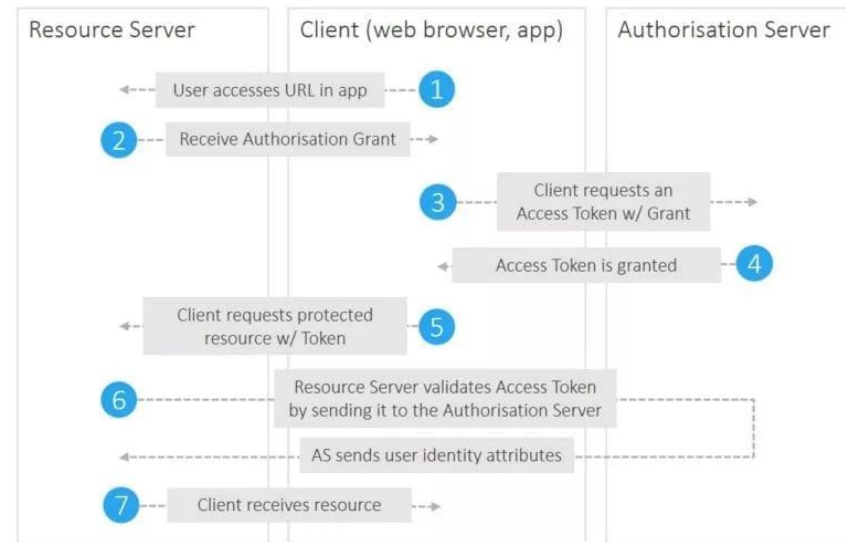 Resource Server
Client (web browser, app)
Authorisation Server
User accesses URL in app
1
2
Receive Authorisation Grant
3
Client requests an
Access Token w/ Grant
Access Token is granted
4
Client requests protected
resource w/ Token
5
6
Resource Server validates Access Token
by sending it to the Authorisation Server
AS sends user identity attributes
7
Client receives resource